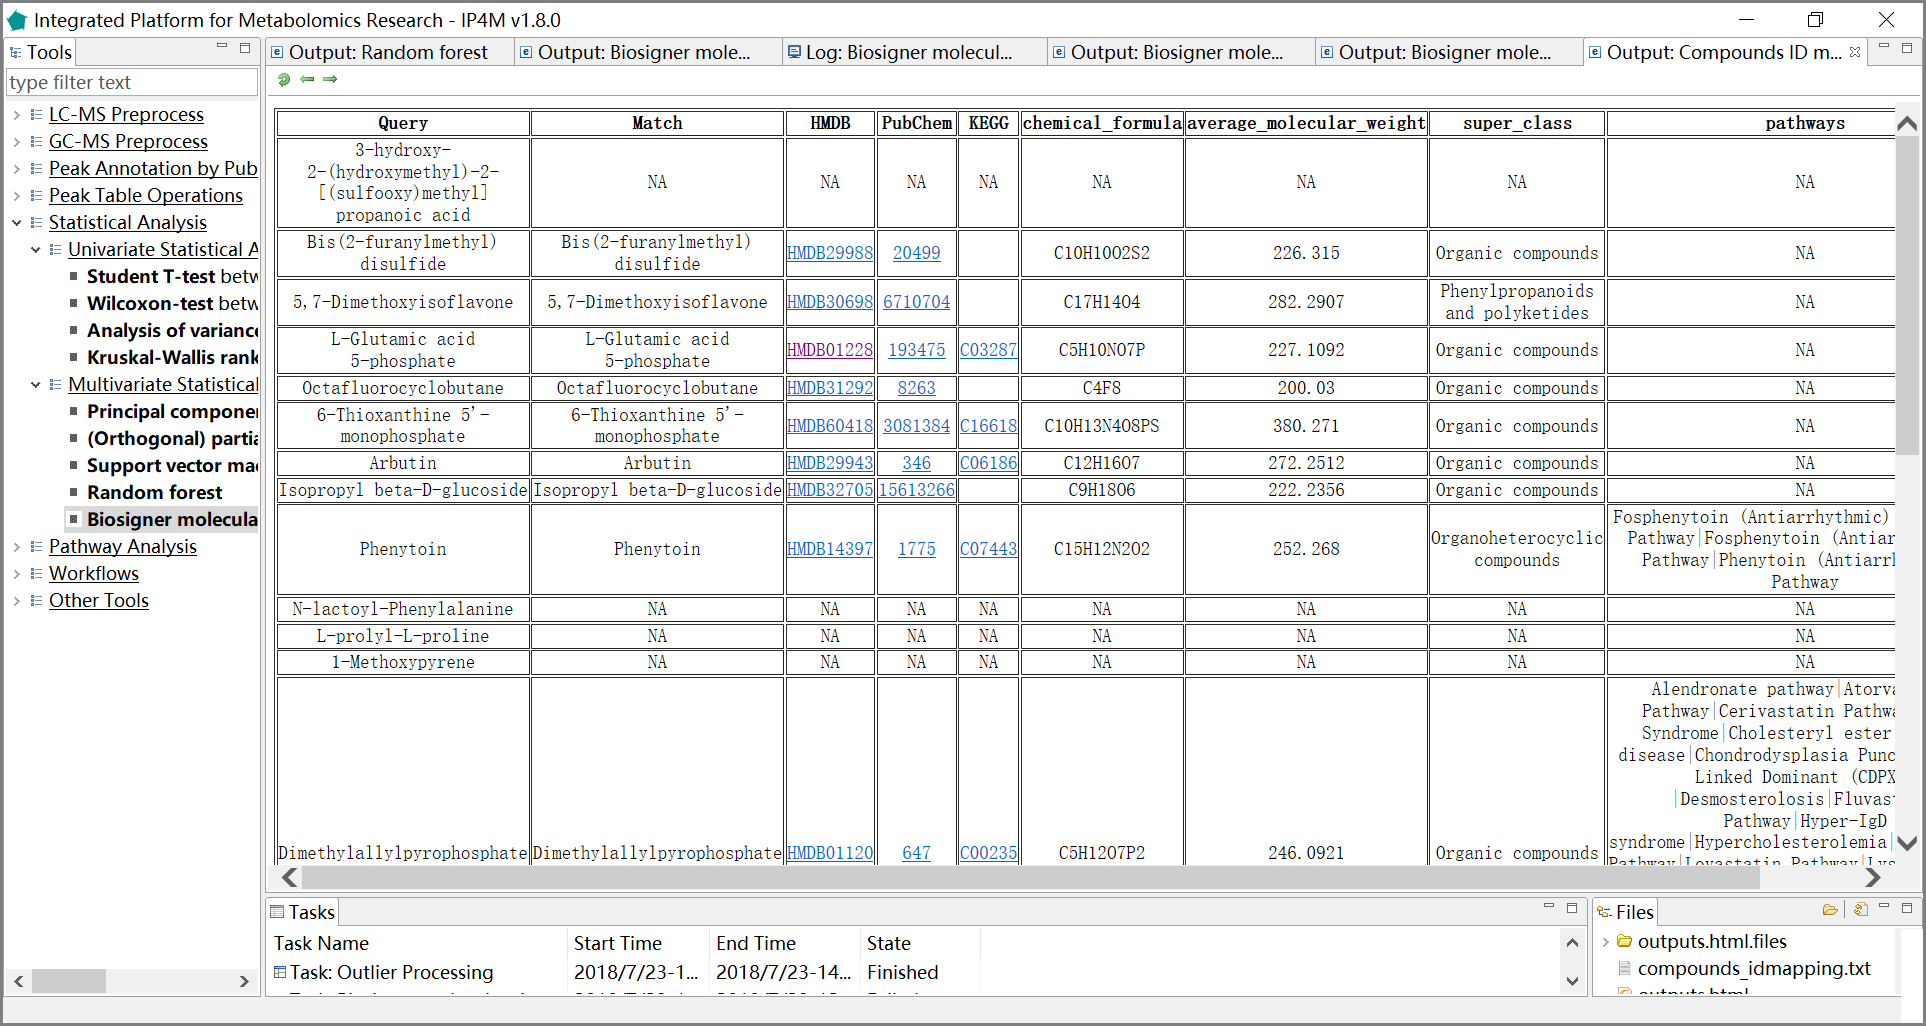 Integrated Platform for Metabolomics Research - IP4M v1.8.0
Tools
type filter text
LC-MS Preprocess
GC-MS Preprocess
Peak Annotation by Pub
Peak Table Operations
Statistical Analysis
Univariate Statistical A
Student T-test betw
Wilcoxon-test betw
Analysis of variance
Kruskal-Wallis rank
Multivariate Statistical
Principal compone
(Orthogonal) partia
Support vector ma
Random forest
Biosigner molecula
Pathway Analysis
Workflows
Other Tools
Output: Random forest
Output: Biosigner mole...
Log: Biosigner molecul...
Output: Biosigner mole...
Output: Biosigner mole...
Output: Compounds ID m...
Query Match HMDB PubChem KEGG chemical_formula average_molecular_weight super_class pathways
3-hydroxy-
2-(hydroxymethyl)-2-
[(sulfooxy)methyl]
propanoic acid
NA NA NA NA NA NA NA NA
Bis(2-furanylmethyl)
disulfide
Bis(2-furanylmethyl)
disulfide
HMDB29988 20499 C10H10O2S2 226.315 Organic compounds NA
5,7-Dimethoxyisoflavone 5,7-Dimethoxyisoflavone HMDB30698 6710704 C17H14O4 282.2907
Phenylpropanoids
and polyketides
NA
L-Glutamic acid
5-phosphate
L-Glutamic acid
5-phosphate
HMDB01228 193475 C03287 C5H10NO7P 227.1092 Organic compounds NA
Octafluorocyclobutane Octafluorocyclobutane HMDB31292 8263 C4F8 200.03 Organic compounds NA
6-Thioxanthine 5'-
monophosphate
6-Thioxanthine 5'-
monophosphate
HMDB60418 3081384 C16618 C10H13N4O8PS 380.271 Organic compounds NA
Arbutin Arbutin HMDB29943 346 C06186 C12H16O7 272.2512 Organic compounds NA
Isopropyl beta-D-glucoside Isopropyl beta-D-glucoside HMDB32705 15613266 C9H18O6 222.2356 Organic compounds NA
Phenytoin Phenytoin HMDB14397 1775 C07443 C15H12N2O2 252.268
Organoheterocyclic
compounds
Fosphenytoin (Antiarrhythmic)
Pathway|Fosphenytoin (Antiar
Pathway|Phenytoin (Antiarrh
Pathway
N-lactoyl-Phenylalanine NA NA NA NA NA NA NA NA
L-prolyl-L-proline NA NA NA NA NA NA NA NA
1-Methoxypyrene NA NA NA NA NA NA NA NA
Dimethylallylpyrophosphate Dimethylallylpyrophosphate HMDB01120 647 C00235 C5H12O7P2 246.0921 Organic compounds
Alendronate pathway|Atorva
Pathway|Cerivastatin Pathwa
Syndrome|Cholesteryl ester
disease|Chondrodysplasia Punc
Linked Dominant (CDPX
|Desmosterolosis|Fluvas
Pathway|Hyper-IgD
syndrome|Hypercholesterolemia|
Pathway|Lovastatin Pathway|Lys
Tasks
Task Name Start Time End Time State
Task: Outlier Processing 2018/7/23-1... 2018/7/23-14... Finished
Files
outputs.html.files
compounds_idmapping.txt
outputs.html